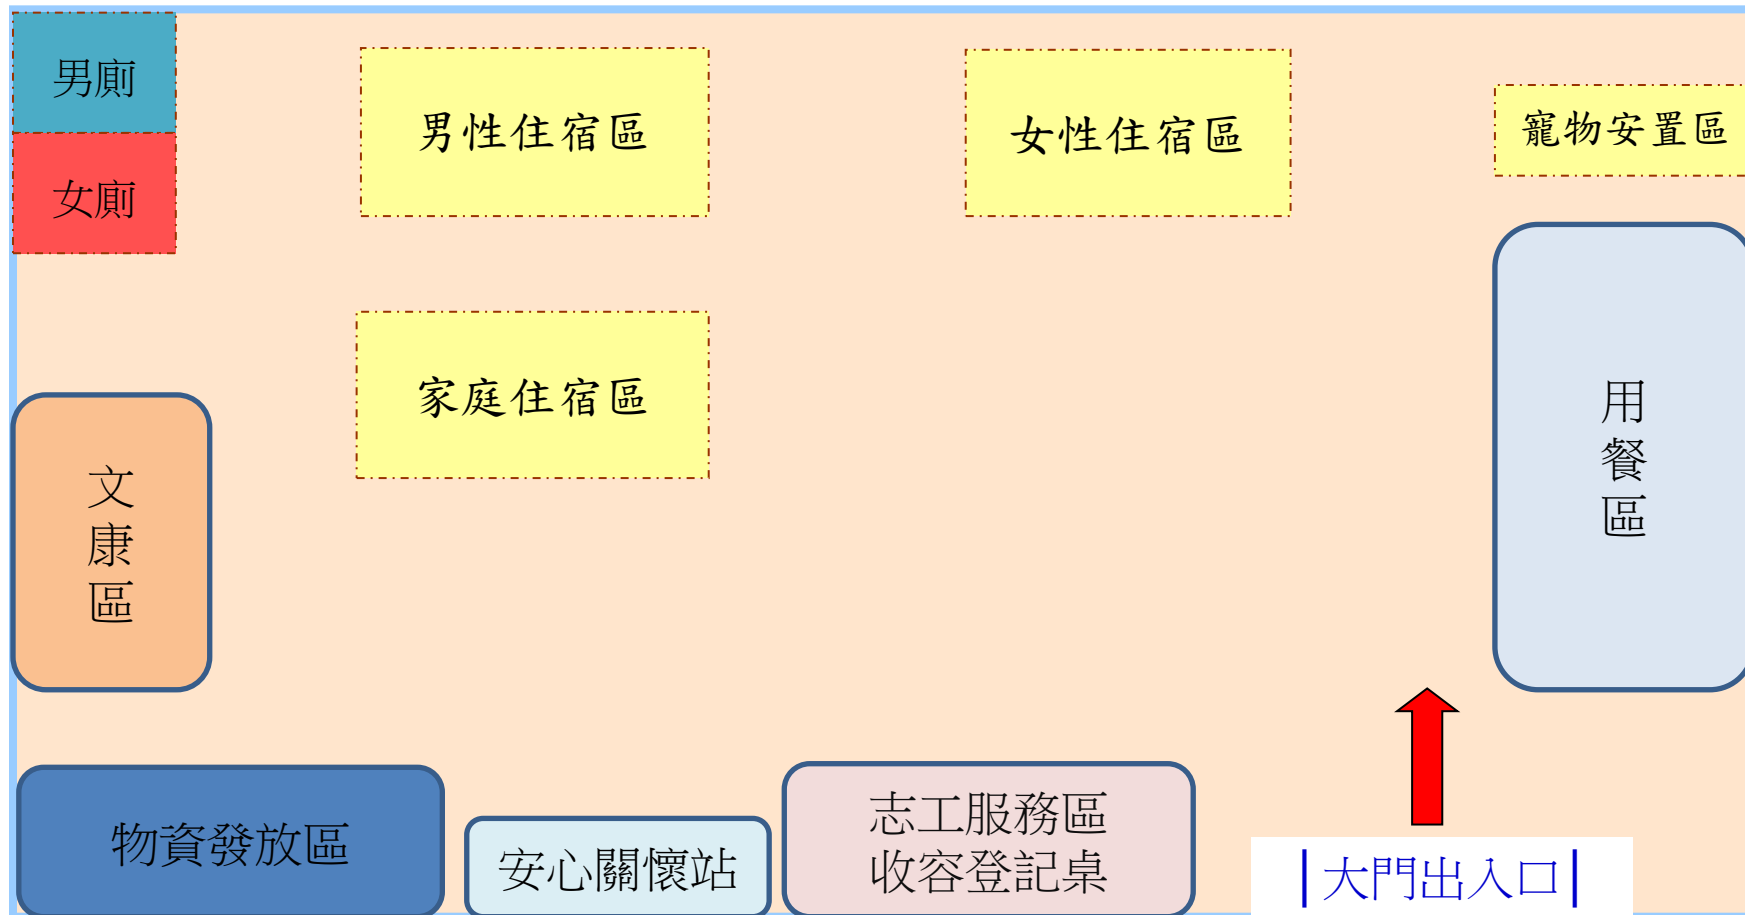 男廁
女廁
男性住宿區
女性住宿區
寵物安置區
家庭住宿區
文康區
用餐區
物資發放區
安心關懷站
志工服務區
收容登記桌
大門出入口